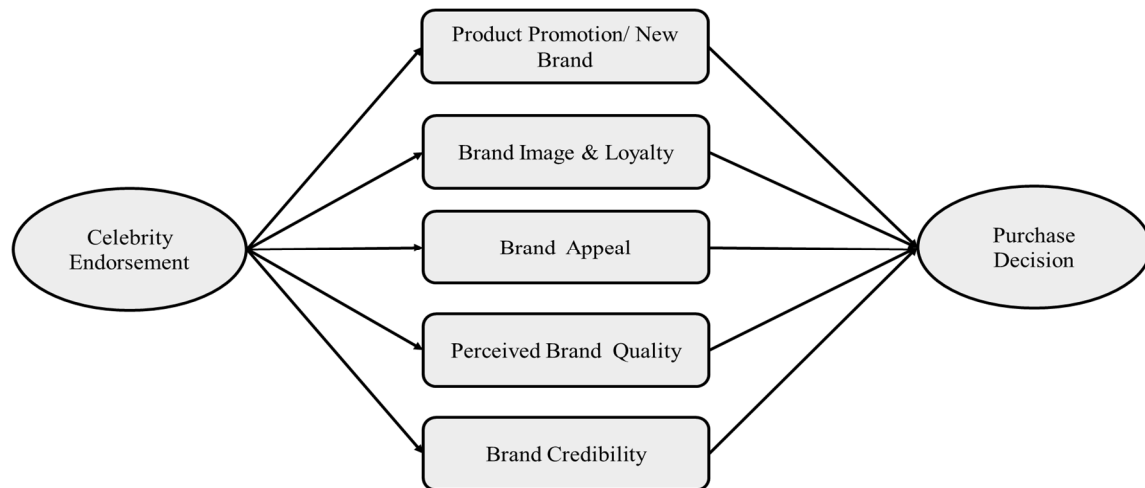 Product Promotion/ New
Brand
Brand Image & Loyalty
Celebrity
Endorsement
Brand Appeal
Purchase
Decision
Perceived Brand Quality
Brand Credibility